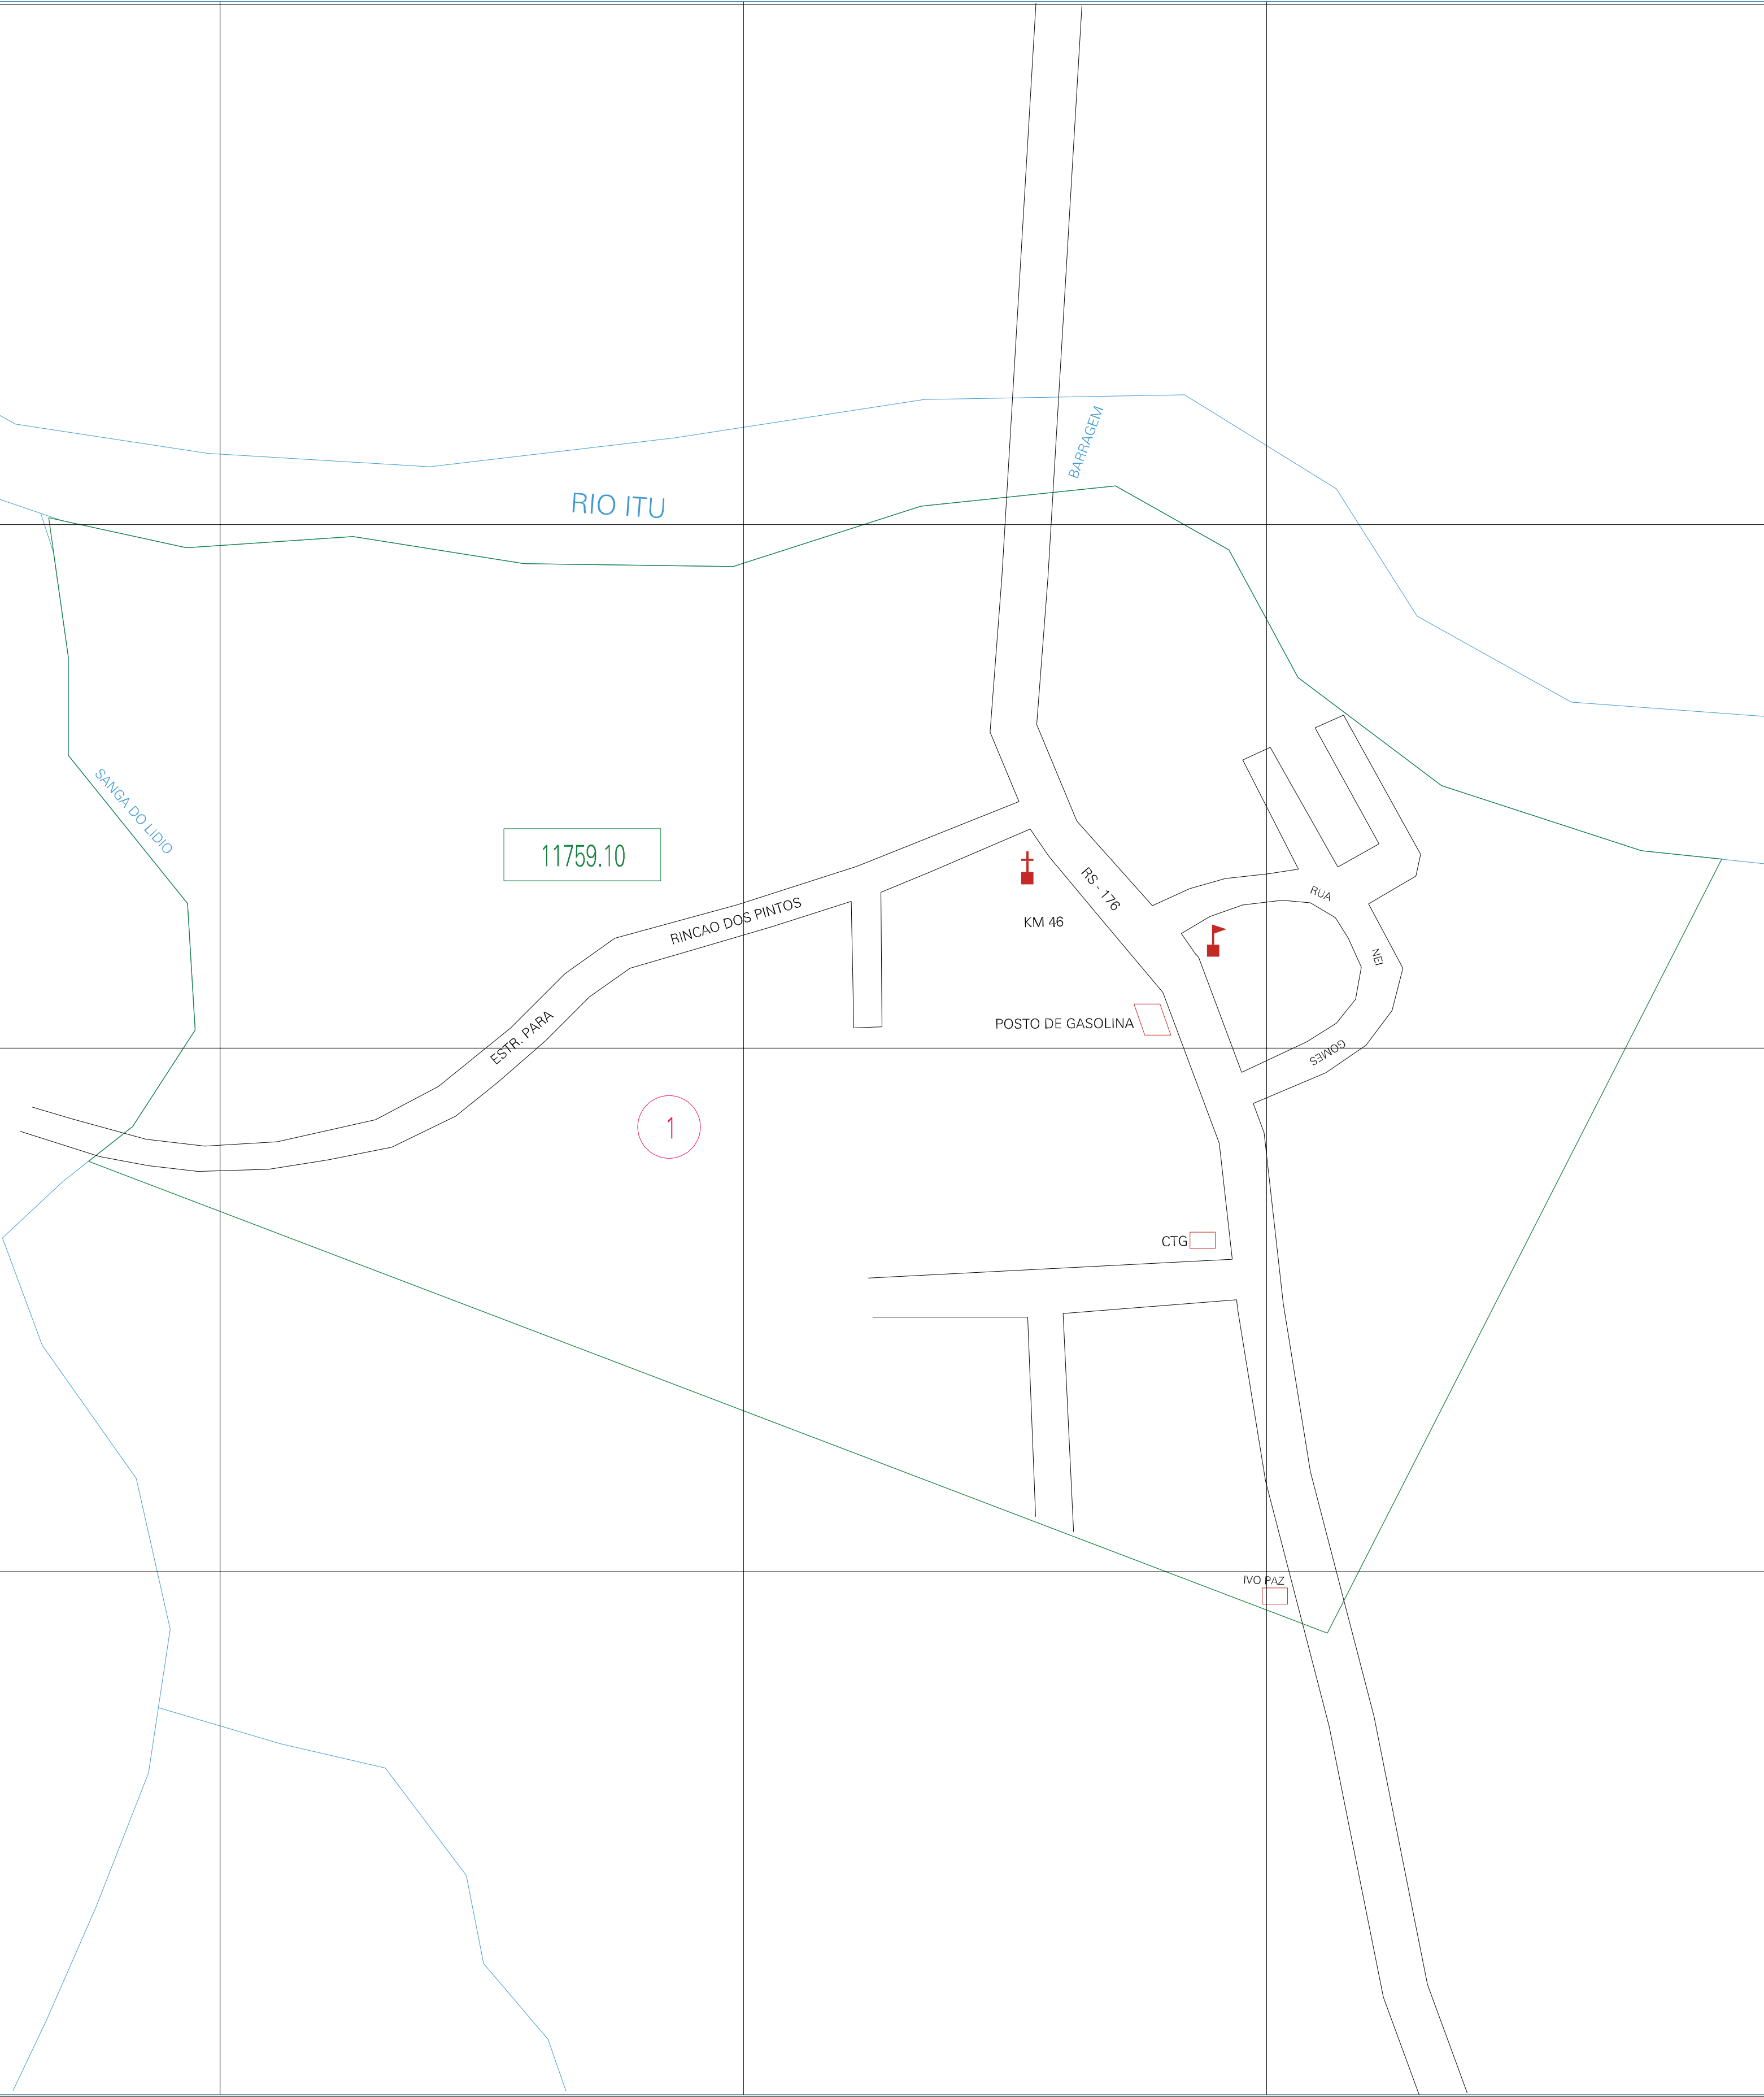 BARRAGEM
RIO ITU
SANGA DO LIDIO
11759.10
RS - 176
RUA
RINCAO DOS PINTOS
KM 46
NEI
ESTR. PARA
POSTO DE GASOLINA
GOMES
1
CTG
IVO PAZ